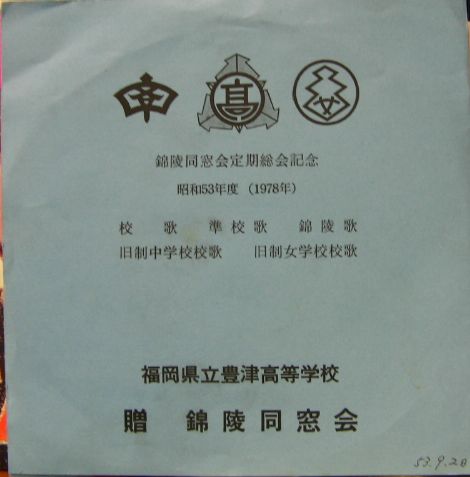 高
錦陵同窓会定期総会記念
昭和53年度 (1978年)
校歌 準校歌 錦陵歌
旧制中学校校歌 旧制女学校校歌
福岡県立豊津高等学校
贈 錦陵同窓会
53.9.28